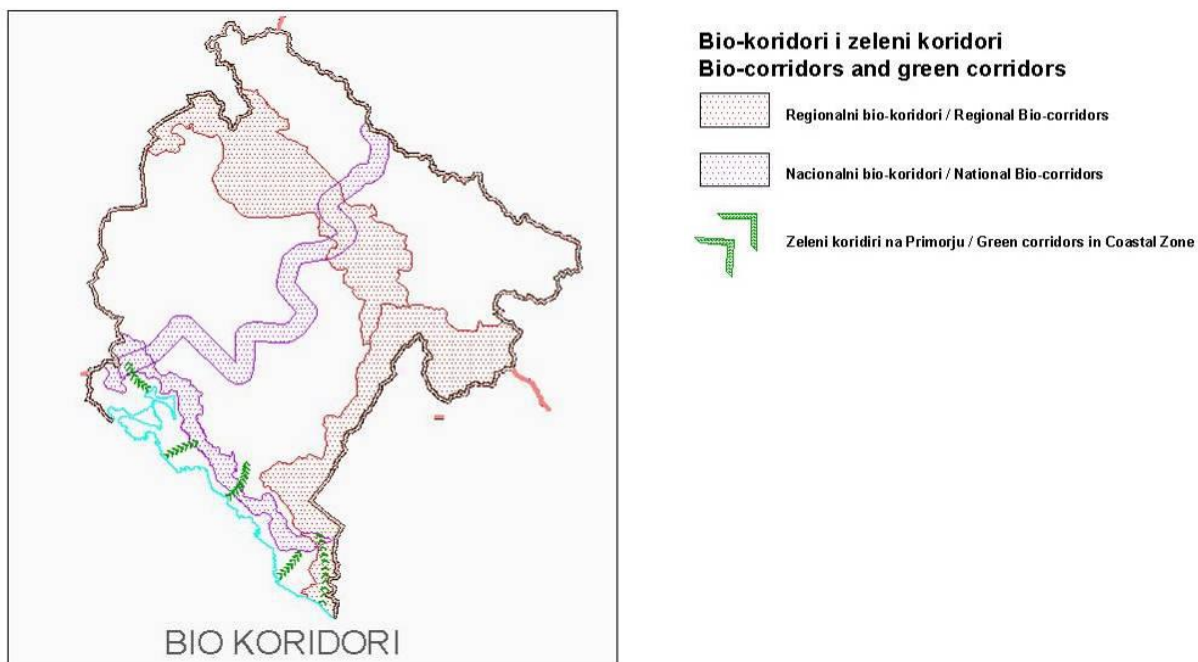 Bio-koridori i zeleni koridori
Bio-corridors and green corridors
Regionalni bio-koridori / Regional Bio-corridors
Nacionalni bio-koridori / National Bio-corridors
Zeleni koridiri na Primorju / Green corridors in Coastal Zone
BIO KORIDORI